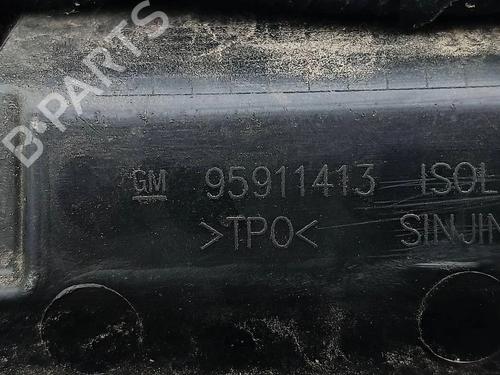 B-PARTS
GM 95911413 ISOL
>TPO< SINJIN